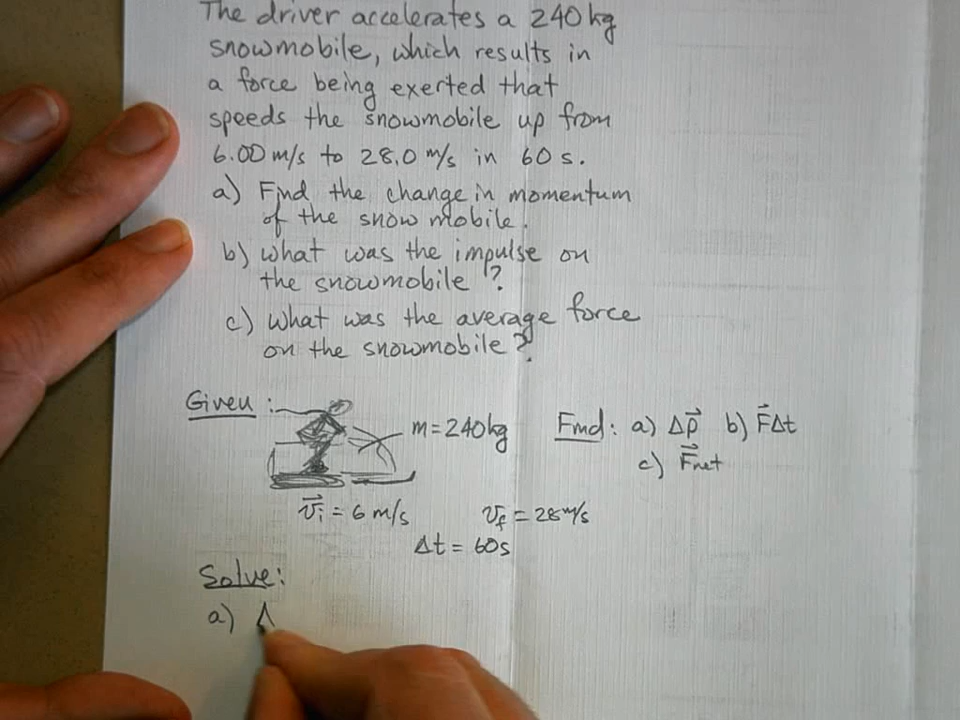 The driver accelerates a 240 kg
snowmobile, which results in
a force being exerted that
speeds the snowmobile up from
6.00 m/s to 28.0 m/s in 60 s.
a) Find the change in momentum
of the snow mobile.
b) what was the impulse on
the snowmobile ?
c) what was the average force
on the snowmobile ?
Given : m = 240 kg Find : a) Δp⃗ b) F⃗Δt
c) F⃗net
v⃗i = 6 m/s vf = 28 m/s
Δt = 60s
Solve :
a) Δ